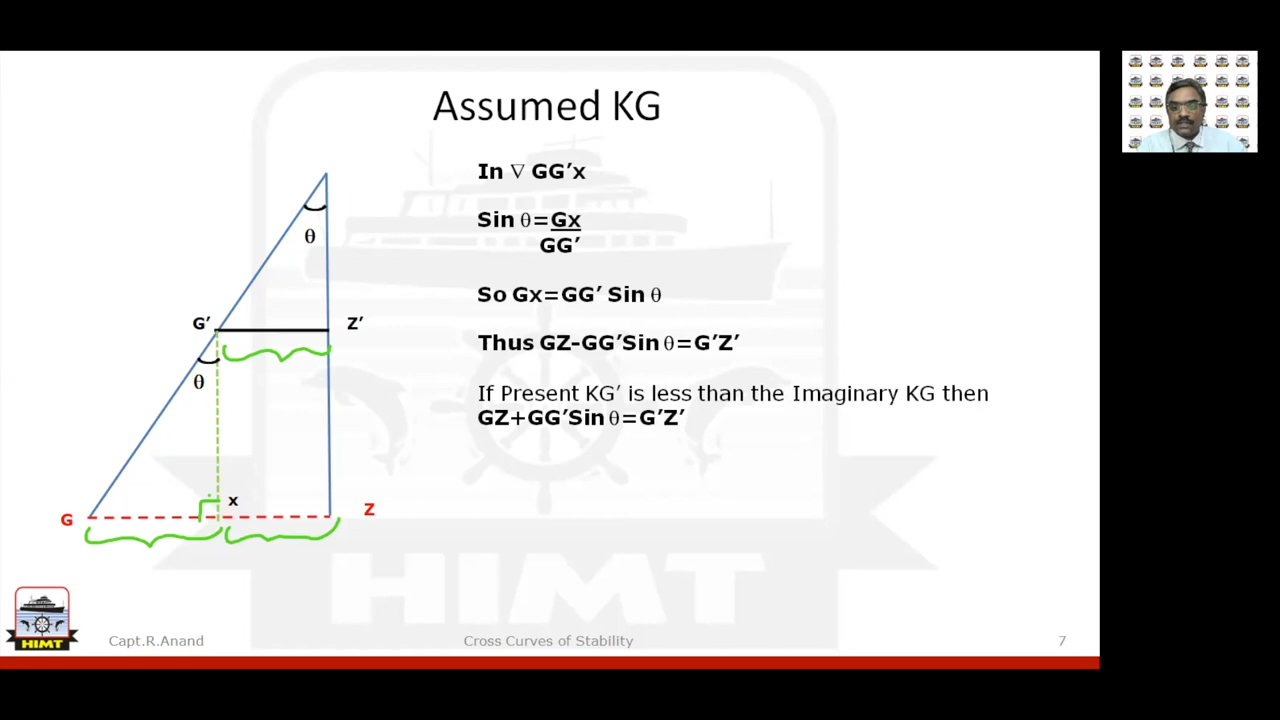 Assumed KG
In ▽ GG′x
Sin θ=Gx
GG′
So Gx=GG′ Sin θ
Thus GZ-GG′Sin θ=G′Z′
If Present KG′ is less than the Imaginary KG then
GZ+GG′Sin θ=G′Z′
θ
G′
Z′
θ
x
G
Z
HIMT
HIMT
Capt.R.Anand
Cross Curves of Stability
7